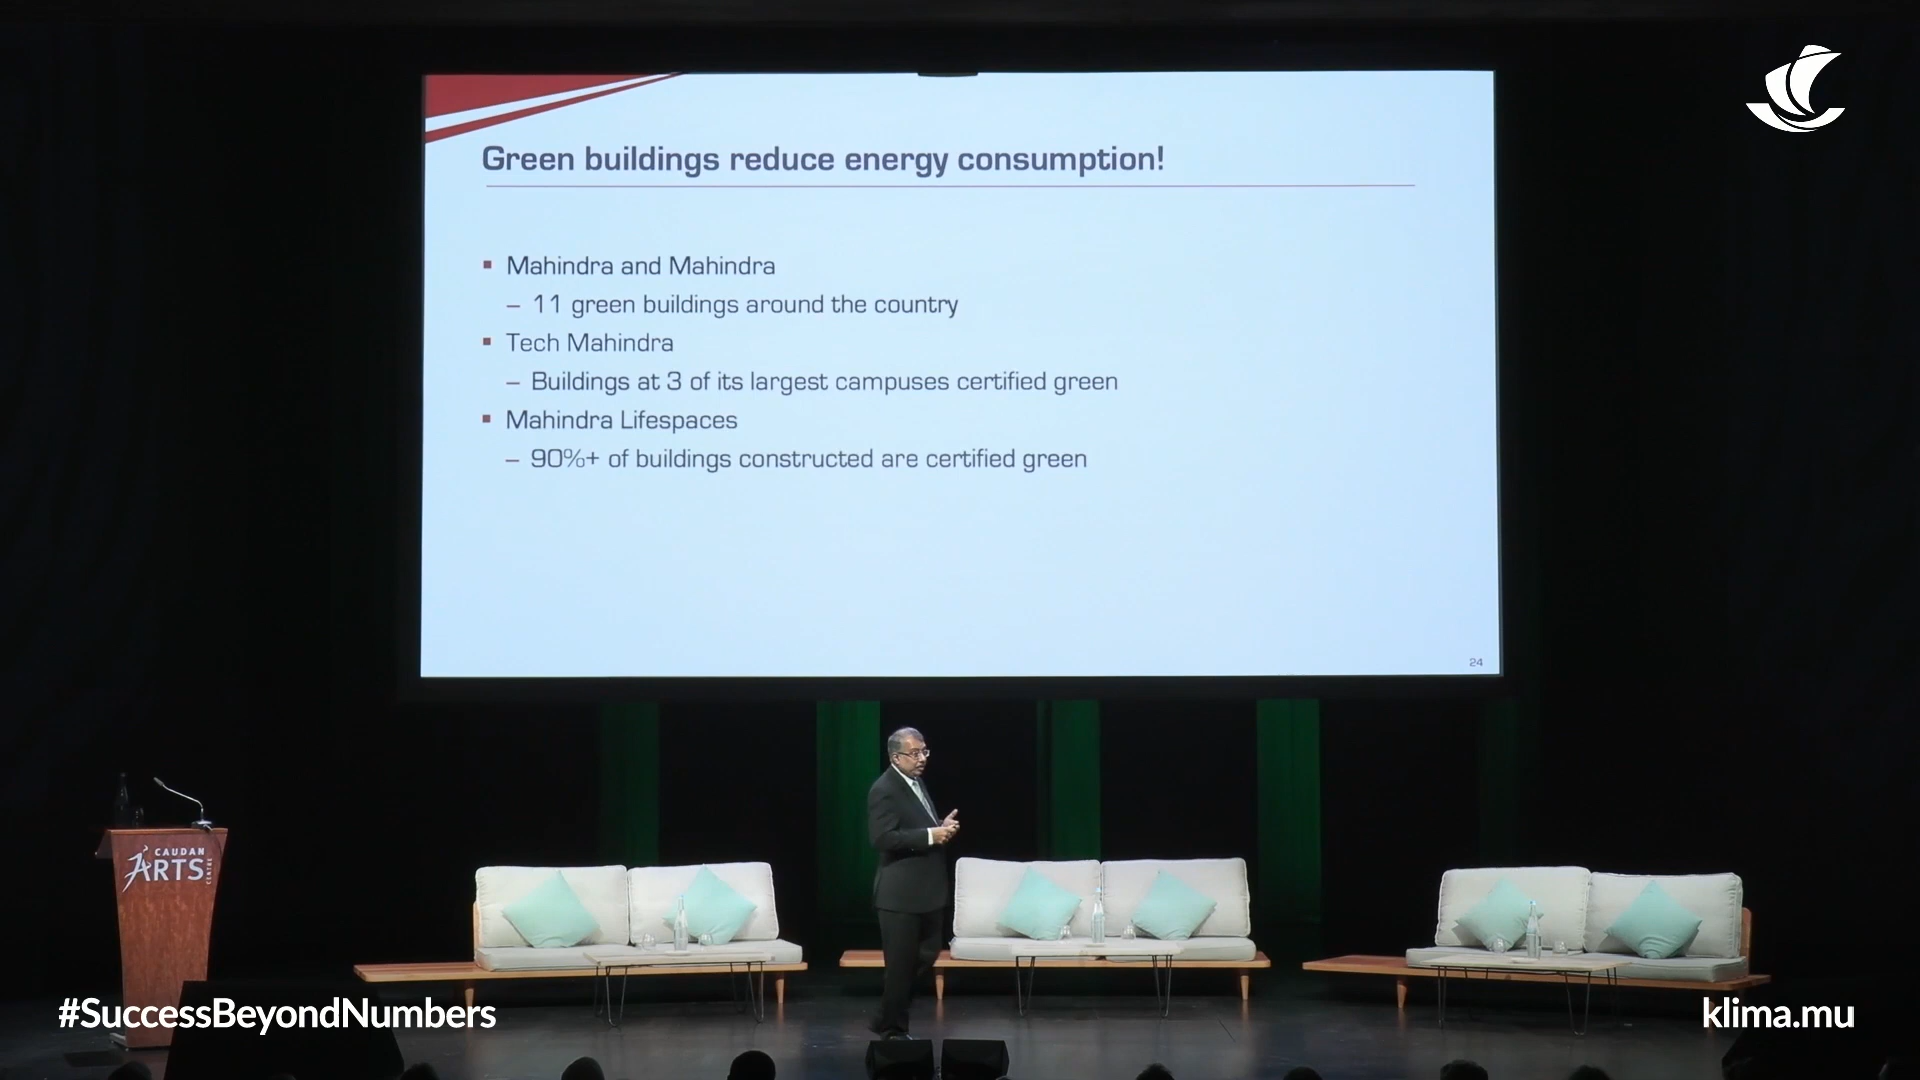 Green buildings reduce energy consumption!
▪ Mahindra and Mahindra
– 11 green buildings around the country
▪ Tech Mahindra
– Buildings at 3 of its largest campuses certified green
▪ Mahindra Lifespaces
– 90%+ of buildings constructed are certified green
24
CAUDAN
ARTS
CENTRE
#SuccessBeyondNumbers
klima.mu